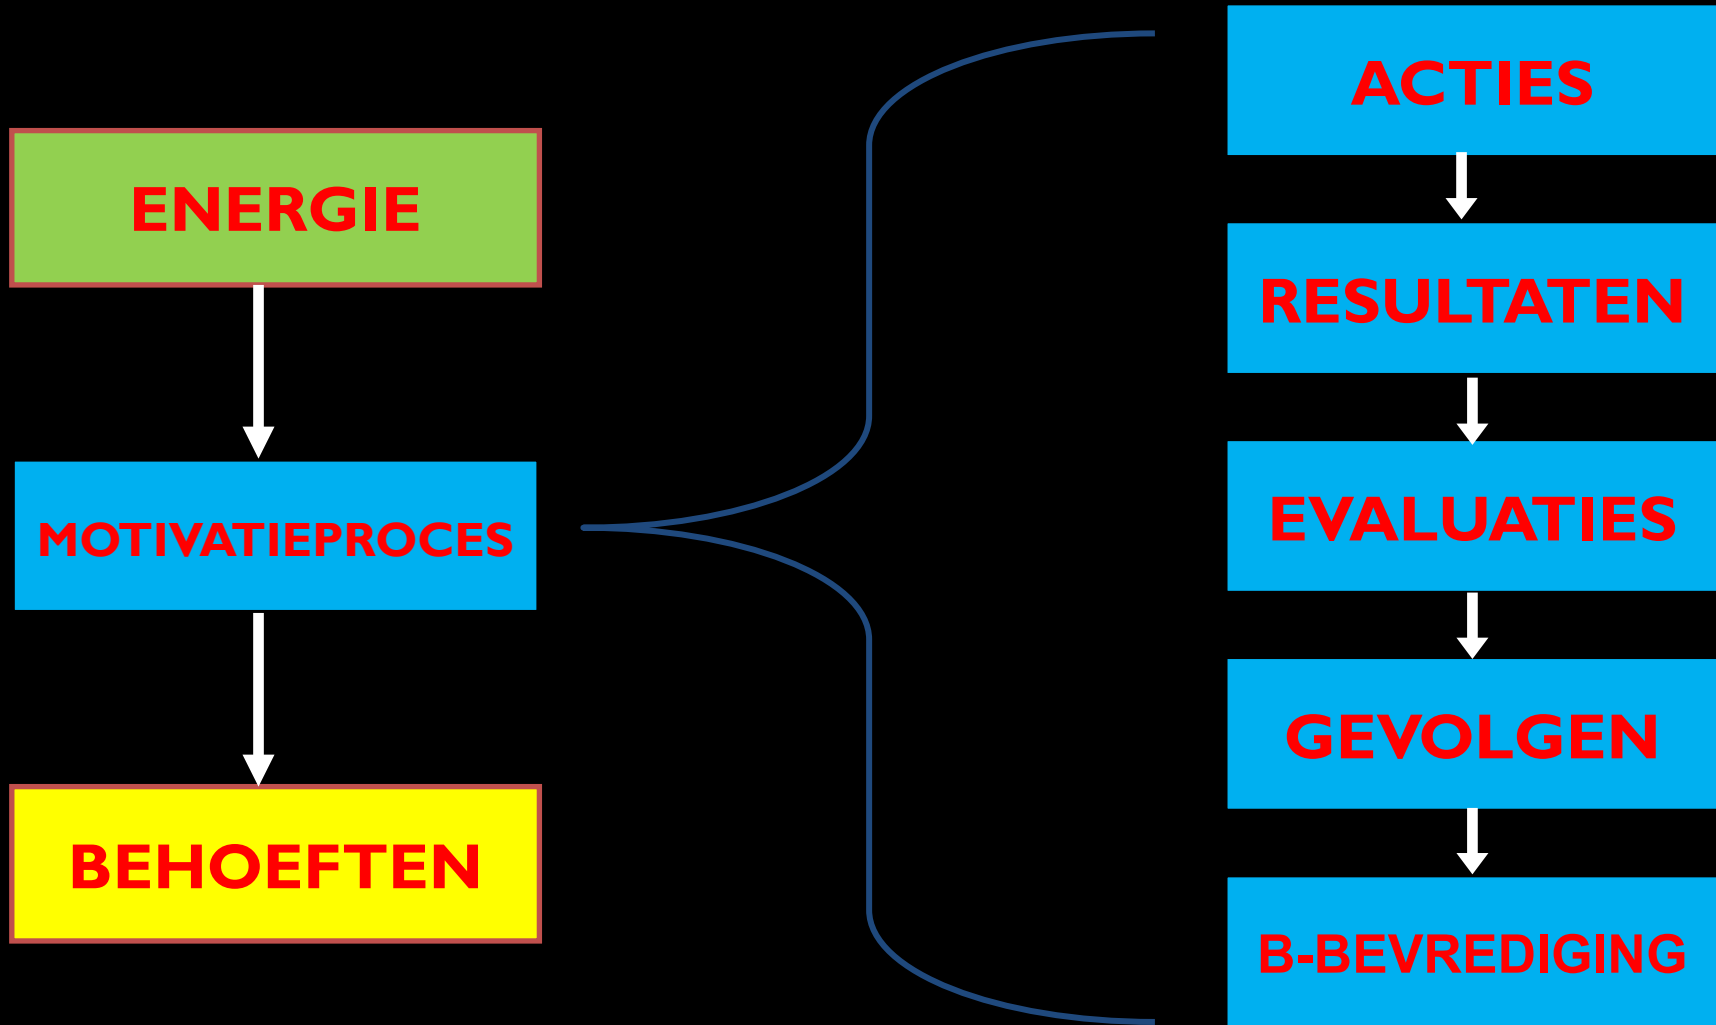 ENERGIE
MOTIVATIEPROCES
BEHOEFTEN
ACTIES
RESULTATEN
EVALUATIES
GEVOLGEN
B-BEVREDIGING